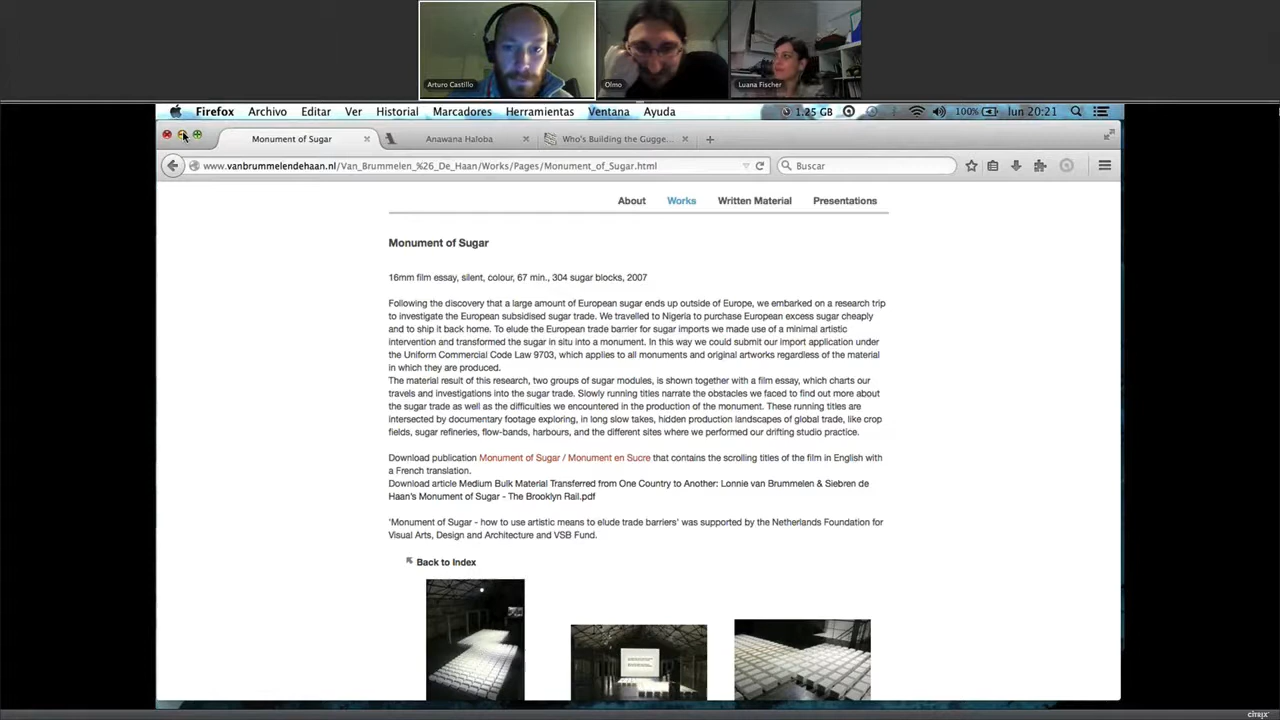 Arturo Castillo
Olmo
Luana Fischer
Firefox Archivo Editar Ver Historial Marcadores Herramientas Ventana Ayuda 1.25 GB 100% lun 20:21
Monument of Sugar
Anawana Haloba
Who's Building the Gugge...
www.vanbrummelendehaan.nl/Van_Brummelen_%26_De_Haan/Works/Pages/Monument_of_Sugar.html
Buscar
About Works Written Material Presentations
Monument of Sugar
16mm film essay, silent, colour, 67 min., 304 sugar blocks, 2007
Following the discovery that a large amount of European sugar ends up outside of Europe, we embarked on a research trip
to investigate the European subsidised sugar trade. We travelled to Nigeria to purchase European excess sugar cheaply
and to ship it back home. To elude the European trade barrier for sugar imports we made use of a minimal artistic
intervention and transformed the sugar in situ into a monument. In this way we could submit our import application under
the Uniform Commercial Code Law 9703, which applies to all monuments and original artworks regardless of the material
in which they are produced.
The material result of this research, two groups of sugar modules, is shown together with a film essay, which charts our
travels and investigations into the sugar trade. Slowly running titles narrate the obstacles we faced to find out more about
the sugar trade as well as the difficulties we encountered in the production of the monument. These running titles are
intersected by documentary footage exploring, in long slow takes, hidden production landscapes of global trade, like crop
fields, sugar refineries, flow-bands, harbours, and the different sites where we performed our drifting studio practice.
Download publication Monument of Sugar / Monument en Sucre that contains the scrolling titles of the film in English with
a French translation.
Download article Medium Bulk Material Transferred from One Country to Another: Lonnie van Brummelen & Siebren de
Haan's Monument of Sugar - The Brooklyn Rail.pdf
'Monument of Sugar - how to use artistic means to elude trade barriers' was supported by the Netherlands Foundation for
Visual Arts, Design and Architecture and VSB Fund.
Back to Index
CITRIX